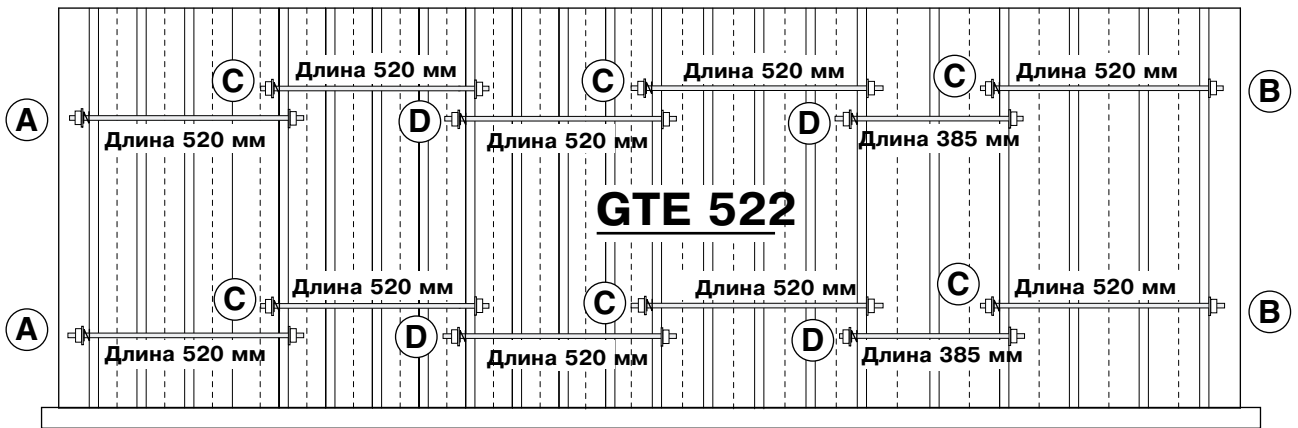 C Длина 520 мм C Длина 520 мм C Длина 520 мм B
A Длина 520 мм D Длина 520 мм D Длина 385 мм
GTE 522
C Длина 520 мм C Длина 520 мм C Длина 520 мм B
A Длина 520 мм D Длина 520 мм D Длина 385 мм